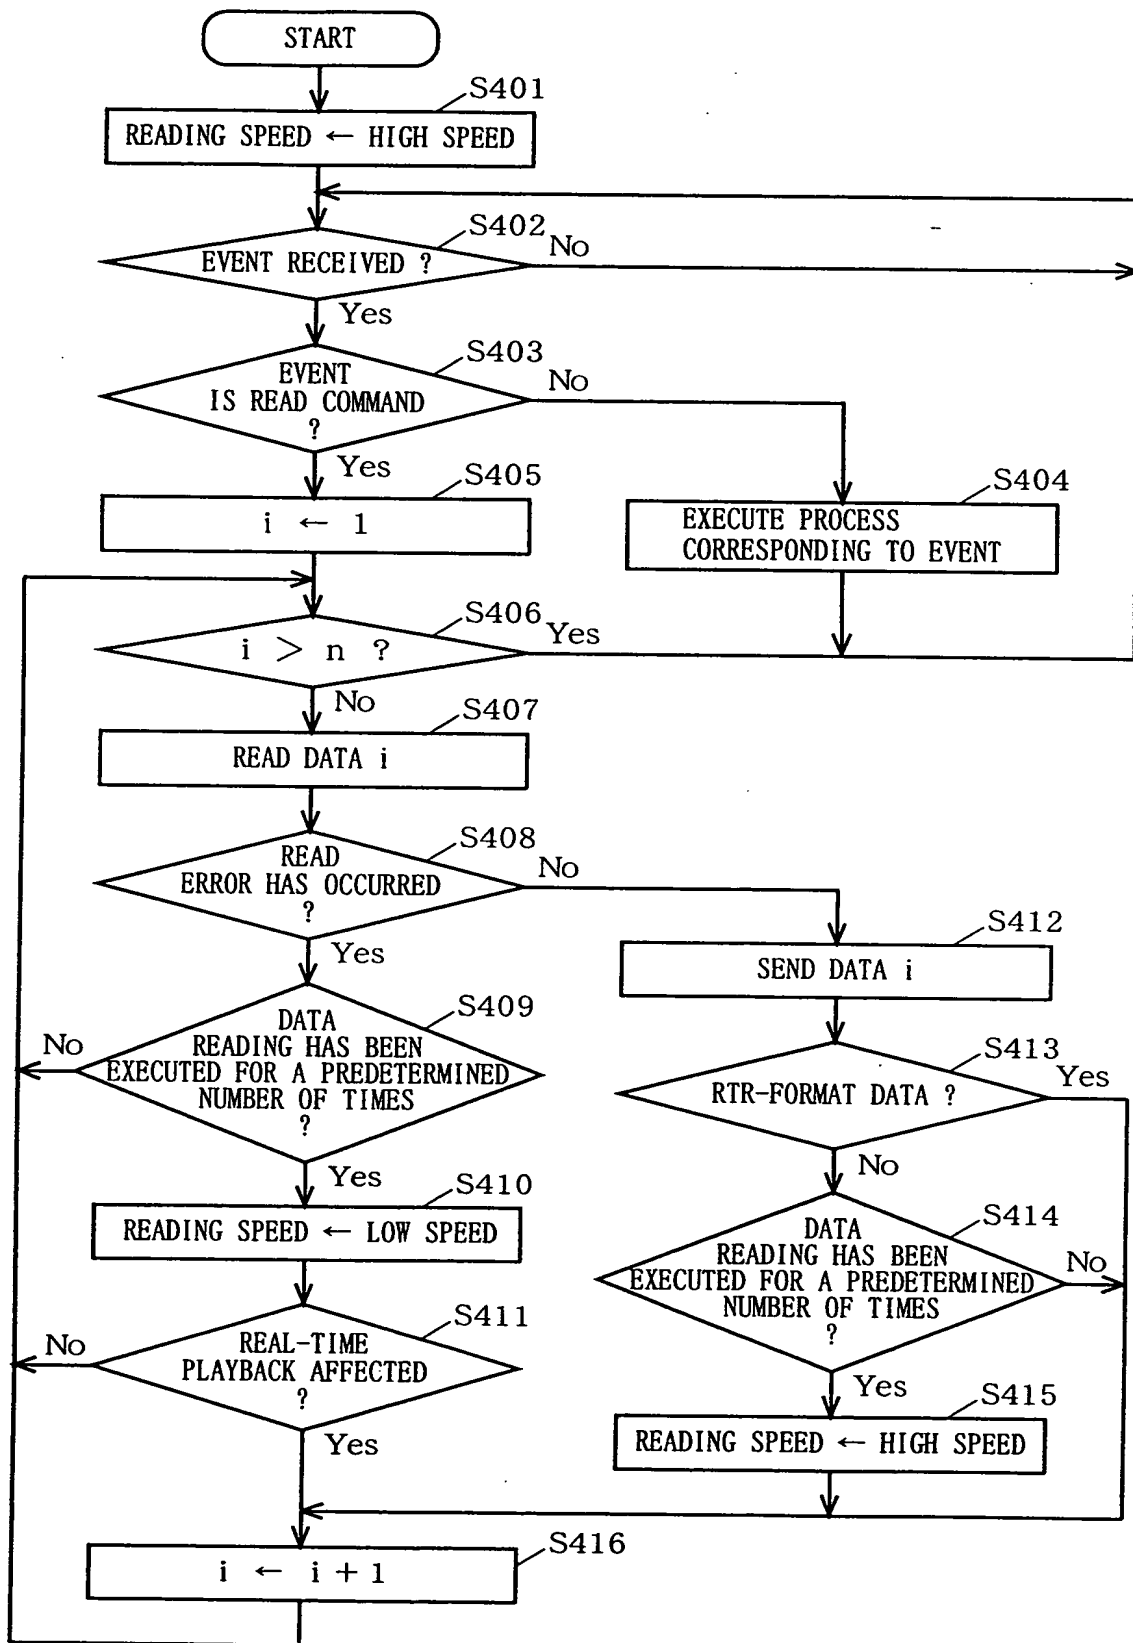 START
S401
READING SPEED ← HIGH SPEED
S402
EVENT RECEIVED ?
No
Yes
S403
EVENT
IS READ COMMAND
?
No
Yes
S405
i ← 1
S404
EXECUTE PROCESS
CORRESPONDING TO EVENT
S406
i > n ?
Yes
No
S407
READ DATA i
S408
READ
ERROR HAS OCCURRED
?
No
Yes
S412
SEND DATA i
S409
DATA
READING HAS BEEN
EXECUTED FOR A PREDETERMINED
NUMBER OF TIMES
?
No
Yes
S413
RTR-FORMAT DATA ?
Yes
No
S410
READING SPEED ← LOW SPEED
S414
DATA
READING HAS BEEN
EXECUTED FOR A PREDETERMINED
NUMBER OF TIMES
?
No
Yes
S411
REAL-TIME
PLAYBACK AFFECTED
?
No
Yes
S415
READING SPEED ← HIGH SPEED
S416
i ← i + 1